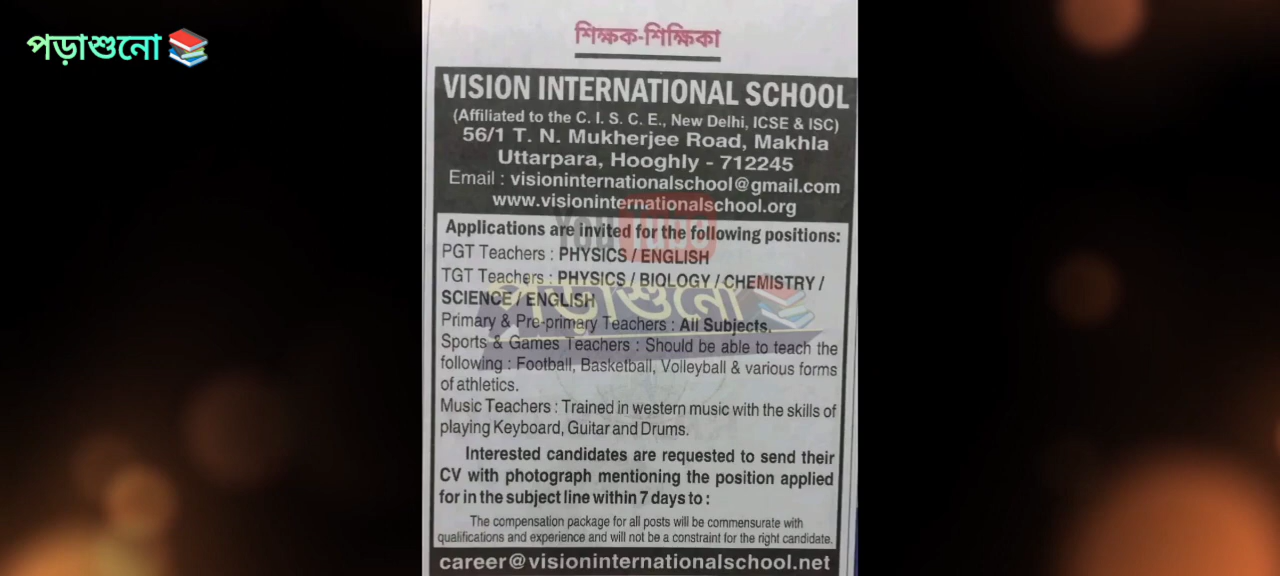 পড়াশুনো
শিক্ষক-শিক্ষিকা
VISION INTERNATIONAL SCHOOL
(Affiliated to the C. I. S. C. E., New Delhi, ICSE & ISC)
56/1 T. N. Mukherjee Road, Makhla
Uttarpara, Hooghly - 712245
Email : visioninternationalschool@gmail.com
www.visioninternationalschool.org
Applications are invited for the following positions:
PGT Teachers : PHYSICS / ENGLISH
TGT Teachers : PHYSICS / BIOLOGY / CHEMISTRY /
SCIENCE / ENGLISH
Primary & Pre-primary Teachers : All Subjects.
Sports & Games Teachers : Should be able to teach the
following : Football, Basketball, Volleyball & various forms
of athletics.
Music Teachers : Trained in western music with the skills of
playing Keyboard, Guitar and Drums.
Interested candidates are requested to send their
CV with photograph mentioning the position applied
for in the subject line within 7 days to :
The compensation package for all posts will be commensurate with
qualifications and experience and will not be a constraint for the right candidate.
career@visioninternationalschool.net
YouTube
পড়াশুনো